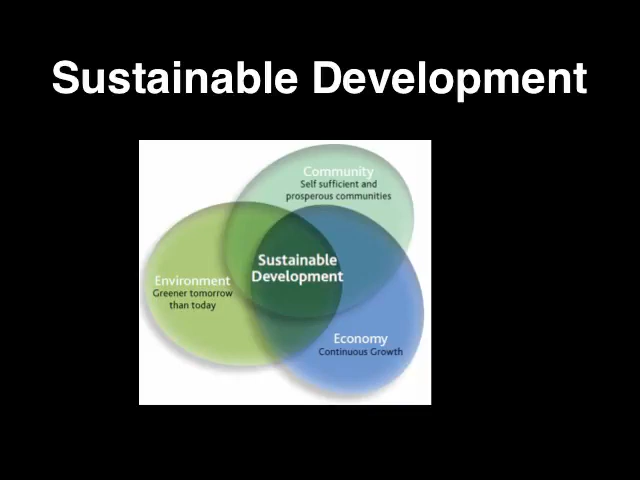 Sustainable Development
Community
Self sufficient and
prosperous communities
Sustainable
Development
Environment
Greener tomorrow
than today
Economy
Continuous Growth